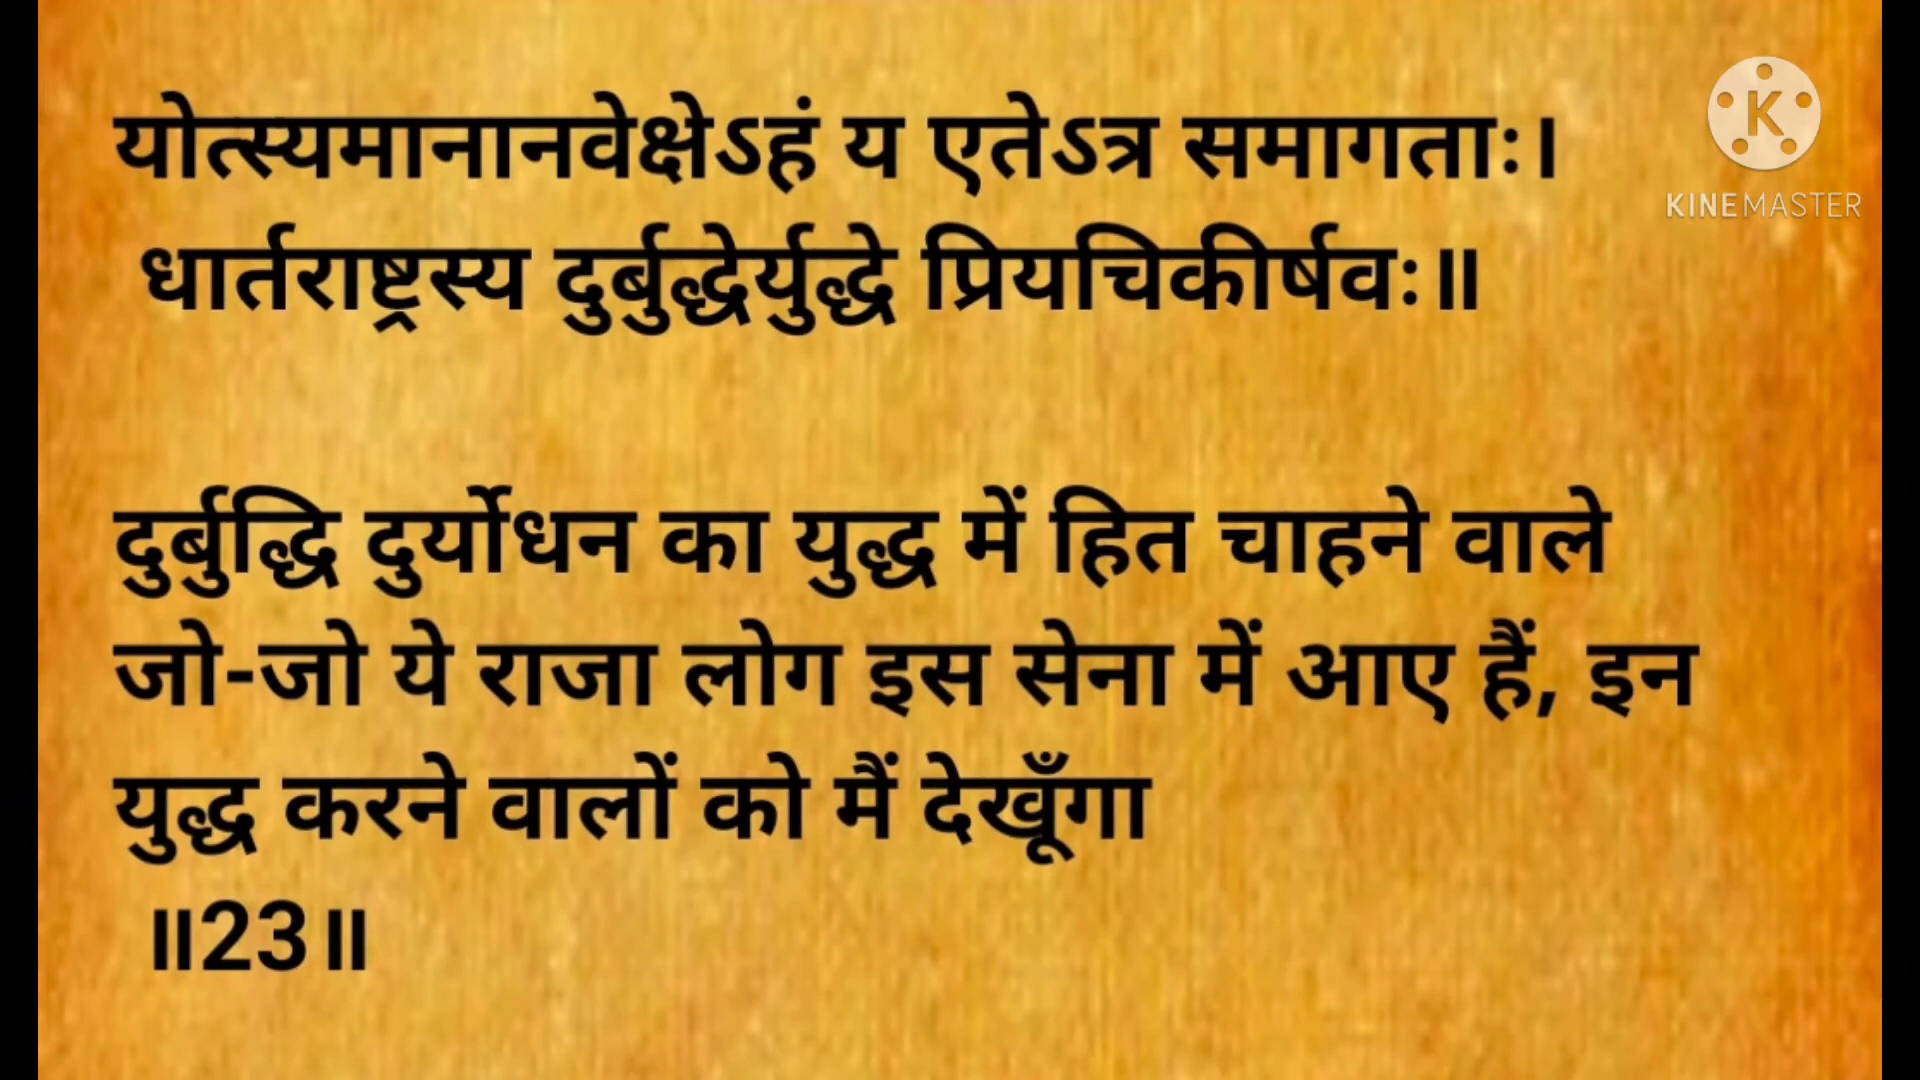 योत्स्यमानानवेक्षेऽहं य एतेऽत्र समागताः।
धार्तराष्ट्रस्य दुर्बुद्धेर्युद्धे प्रियचिकीर्षवः॥
K
KINEMASTER
दुर्बुद्धि दुर्योधन का युद्ध में हित चाहने वाले
जो-जो ये राजा लोग इस सेना में आए हैं, इन
युद्ध करने वालों को मैं देखूँगा
॥23॥